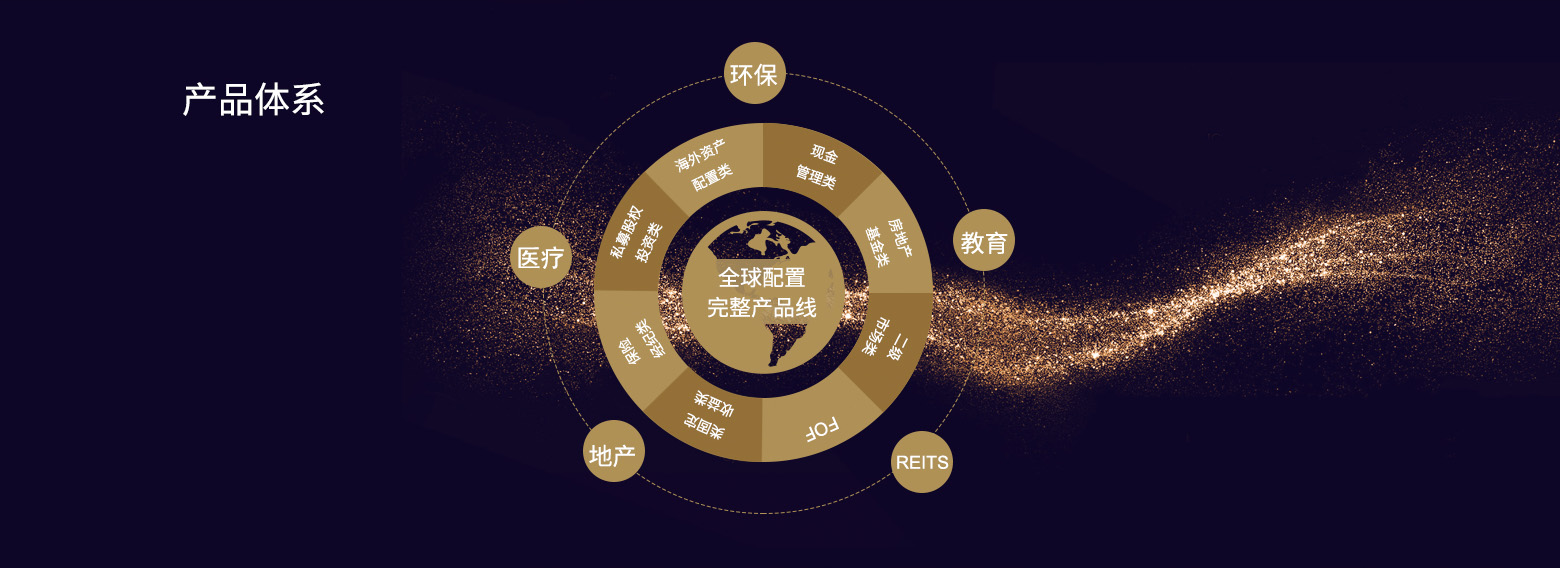 产品体系
环保
教育
REITS
地产
医疗
现金
管理类
房地产
基金类
二级
市场类
FOF
类固定
收益类
保险
经纪类
私募股权
投资类
海外资产
配置类
全球配置
完整产品线